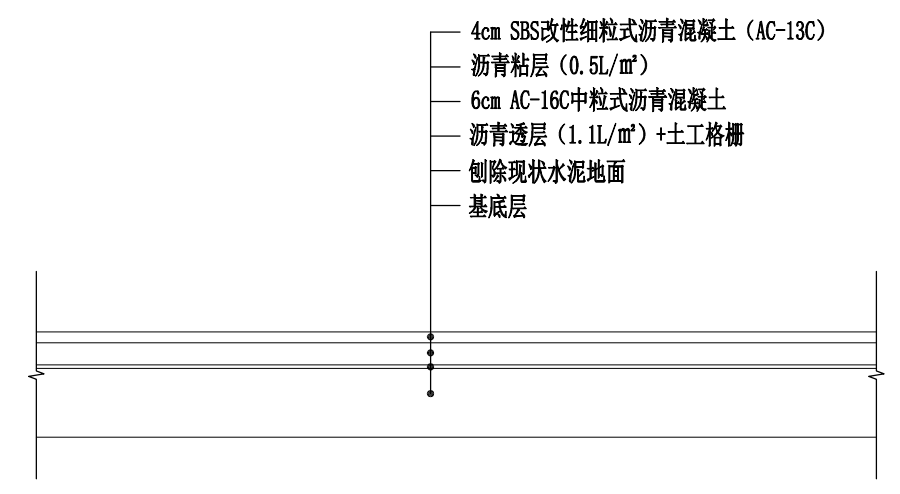 4cm SBS改性细粒式沥青混凝土（AC-13C）
沥青粘层（0.5L/㎡）
6cm AC-16C中粒式沥青混凝土
沥青透层（1.1L/㎡）+土工格栅
刨除现状水泥地面
基底层